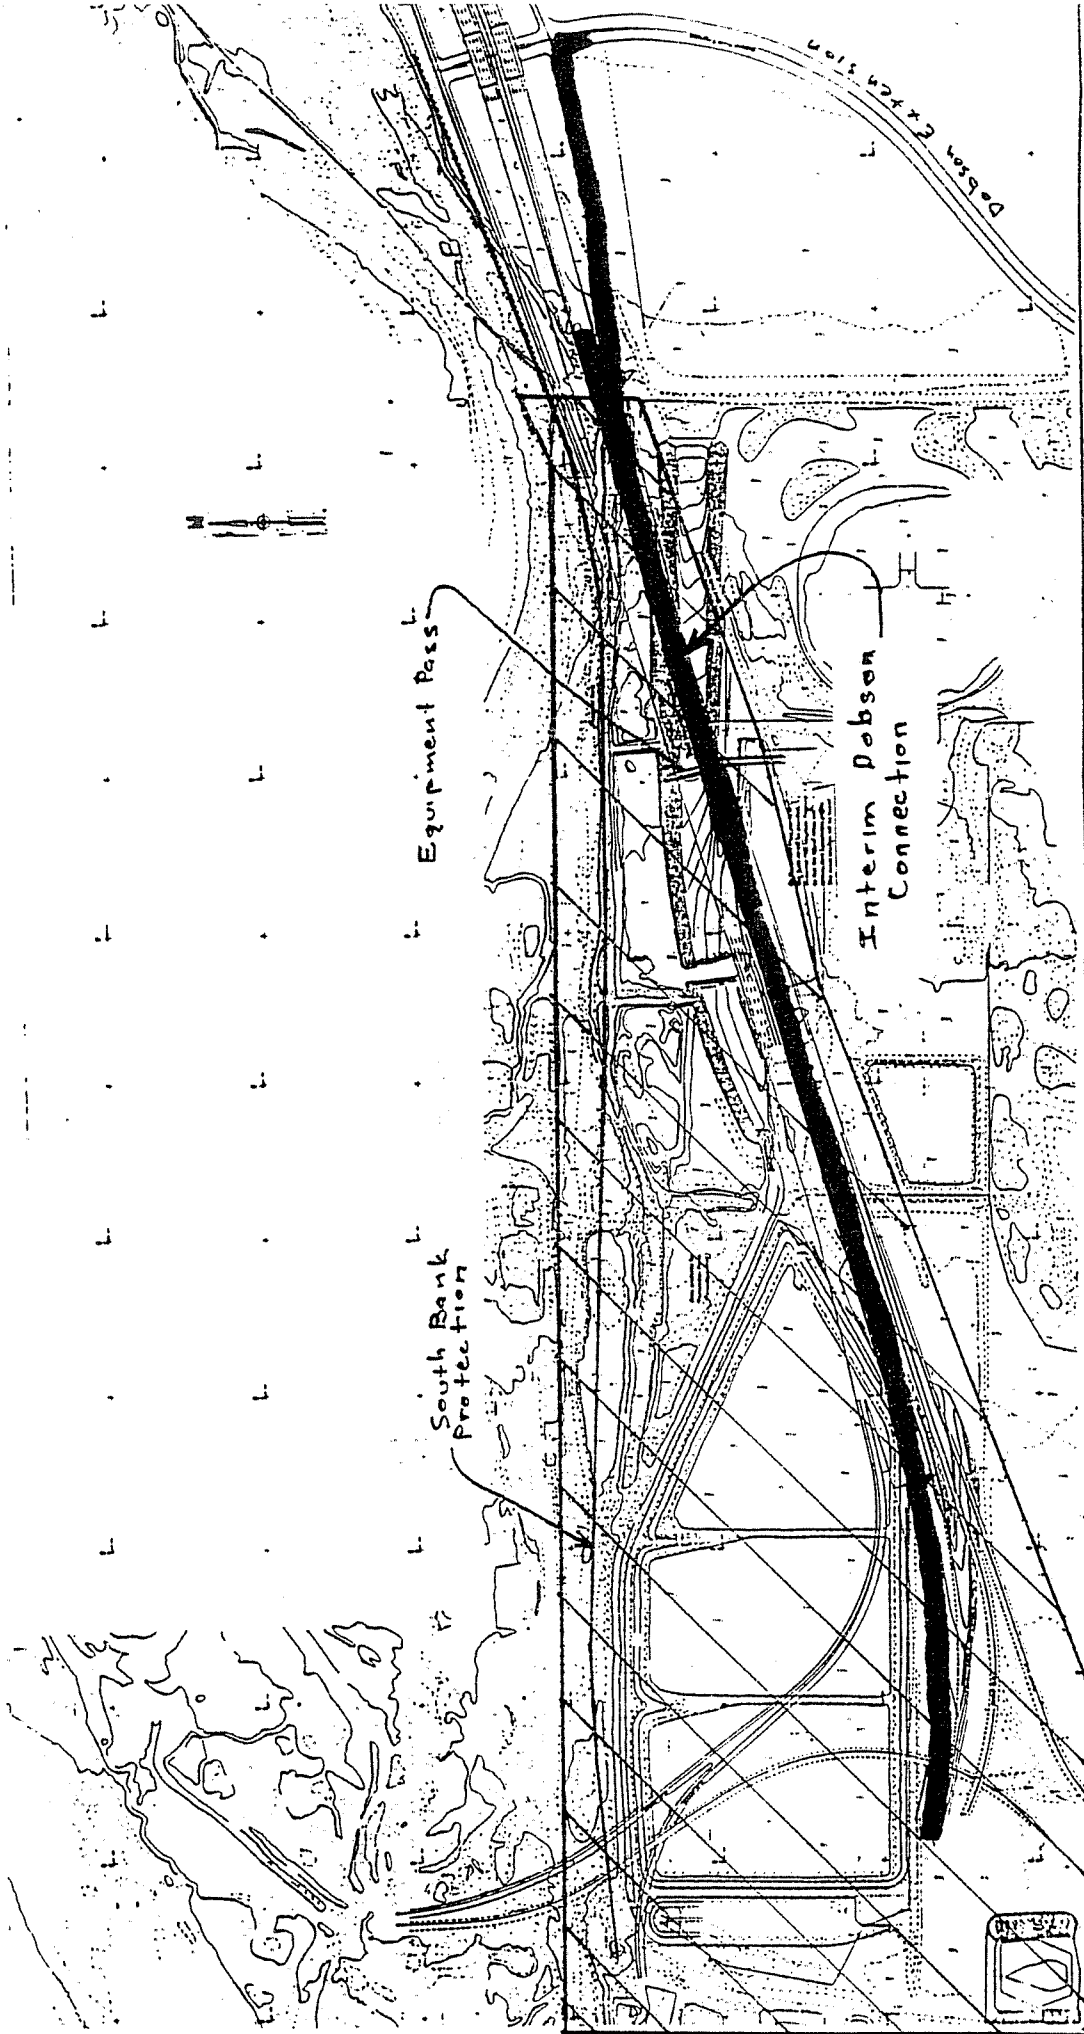 Dobson Extension
Equipment Pass
Interim Dobson
Connection
South Bank
Protection